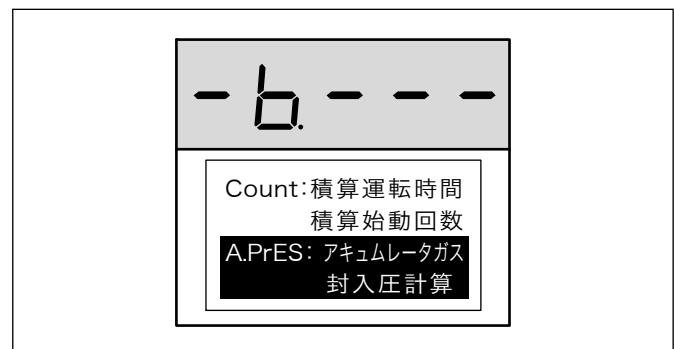 -b.---
Count:積算運転時間
積算始動回数
A.PrES:アキュムレータガス
封入圧計算